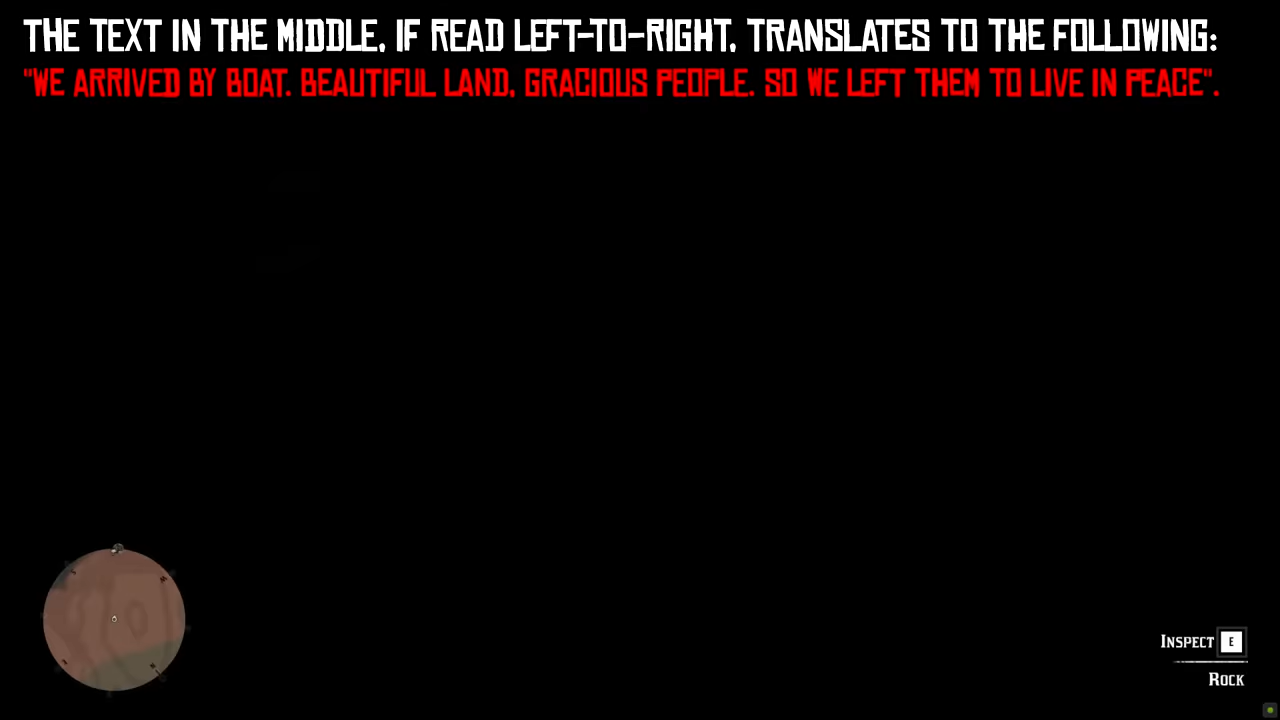 THE TEXT IN THE MIDDLE, IF READ LEFT-TO-RIGHT, TRANSLATES TO THE FOLLOWING:
"WE ARRIVED BY BOAT. BEAUTIFUL LAND, GRACIOUS PEOPLE. SO WE LEFT THEM TO LIVE IN PEACE".
INSPECT E
ROCK